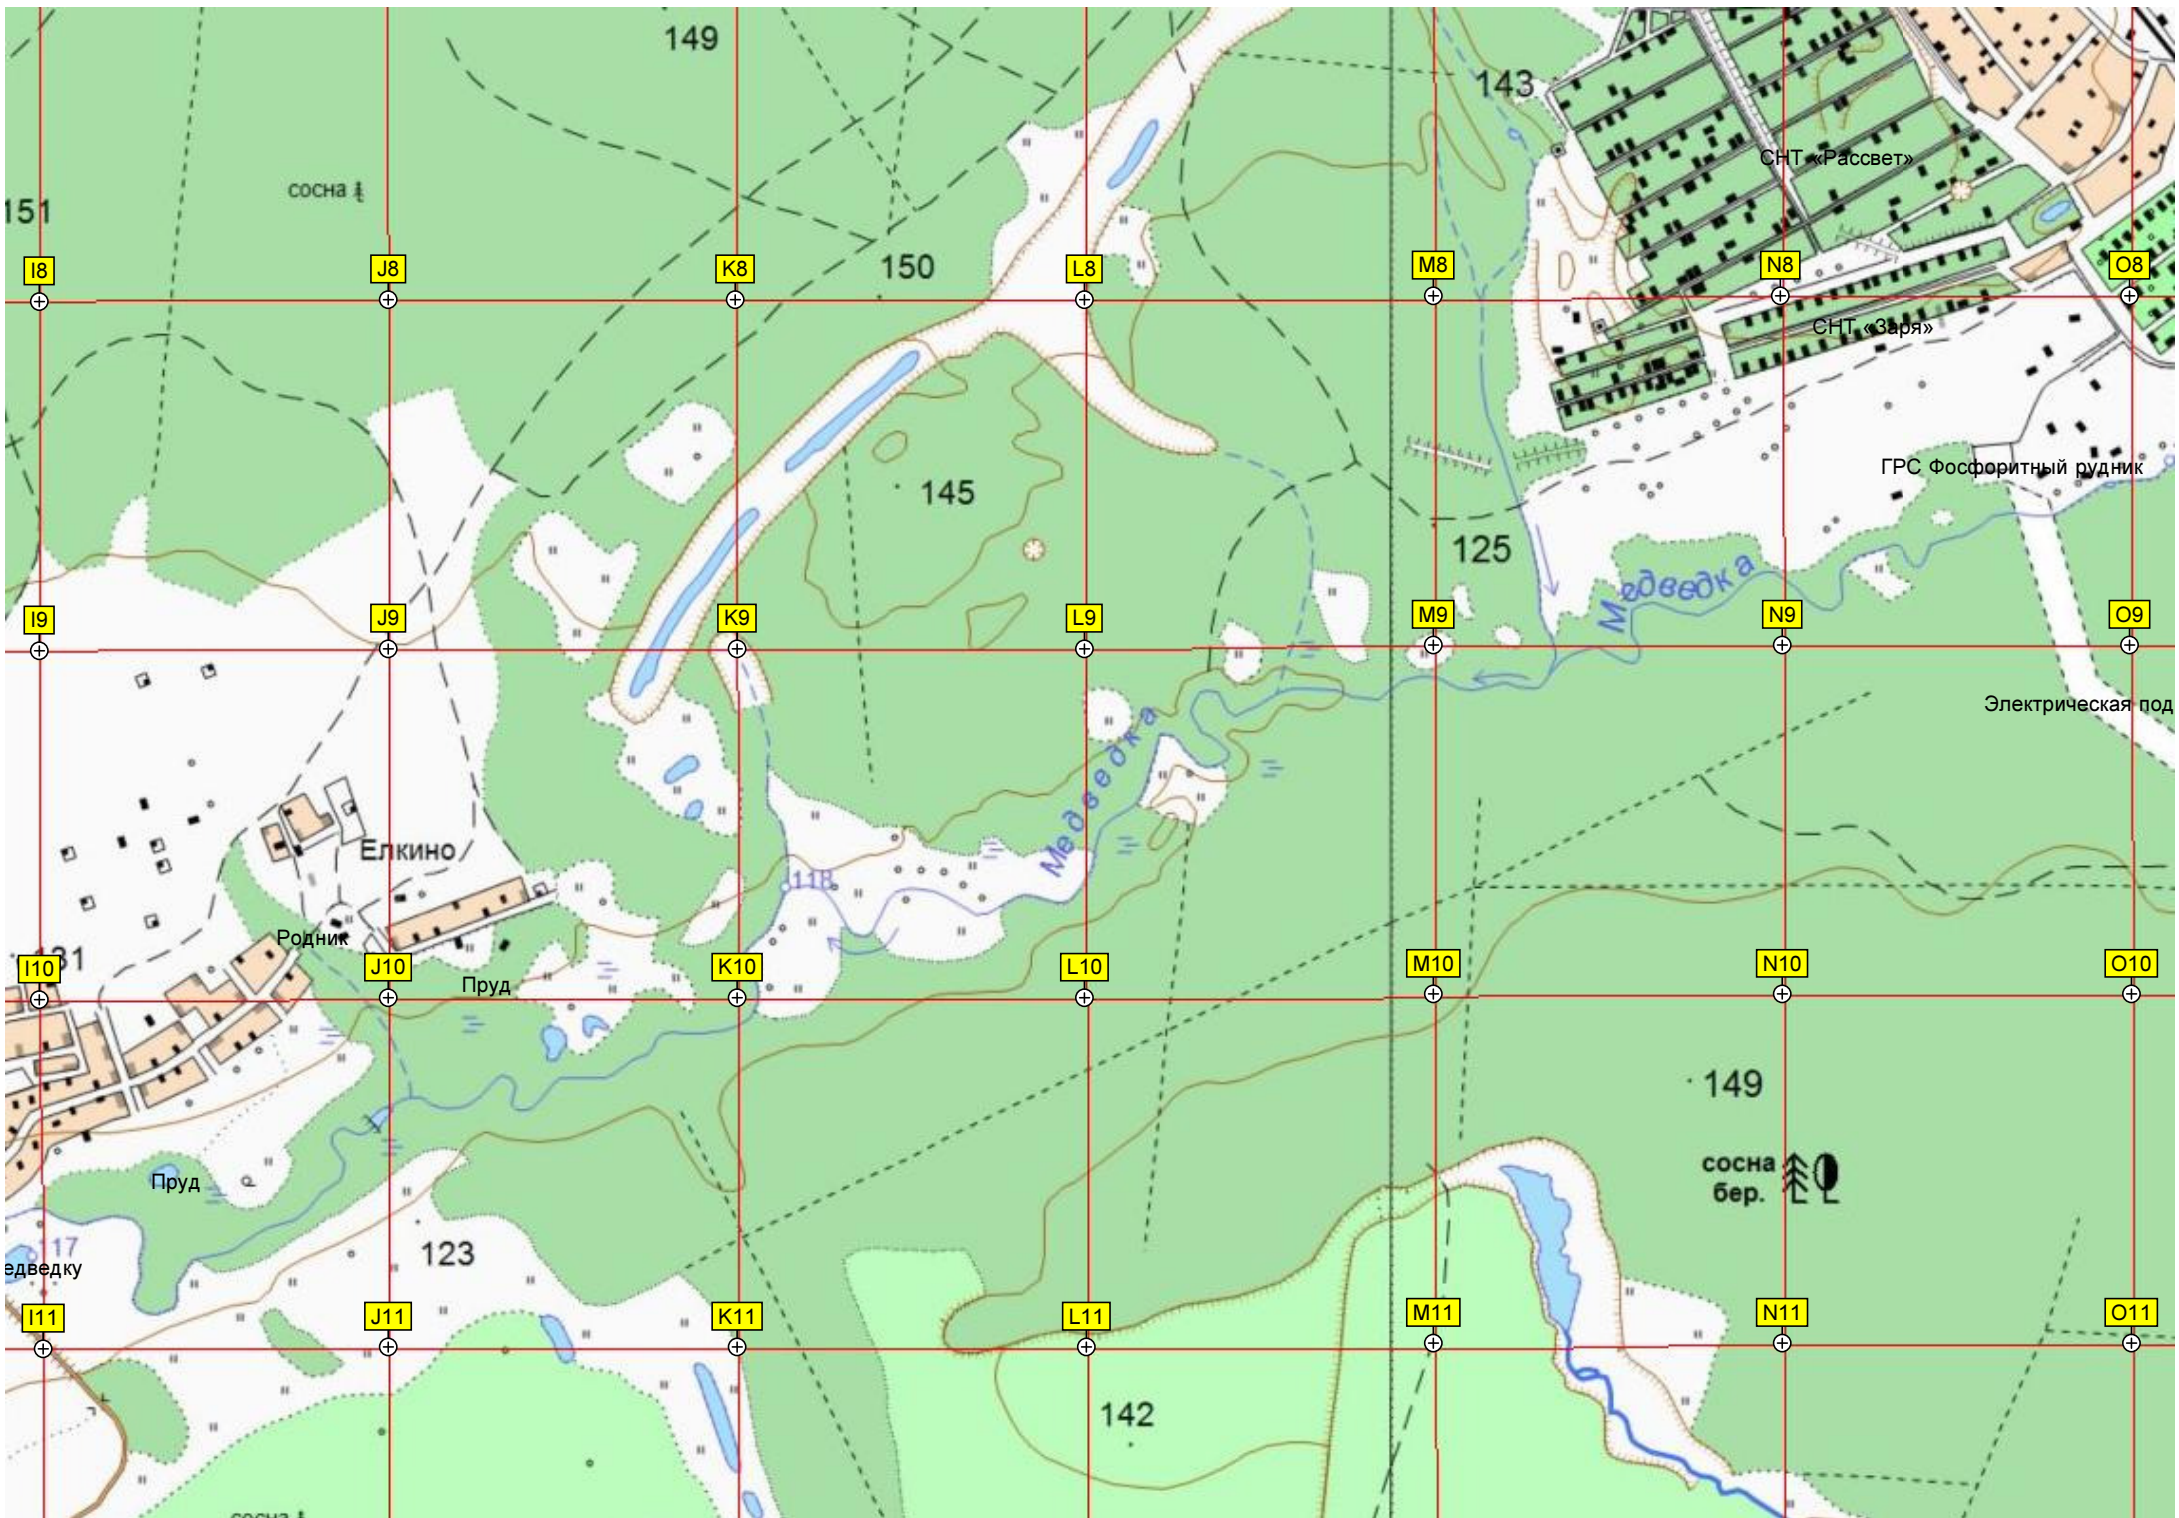 149
143
СНТ «Рассвет»
сосна
151
150
I8
J8
K8
L8
M8
N8
O8
СНТ «Заря»
145
ГРС Фосфоритный рудник
125
Медведка
I9
J9
K9
L9
M9
N9
O9
Электрическая под
Медведка
Елкино
118
Родник
131
I10
J10
K10
L10
M10
N10
O10
Пруд
149
сосна
бер.
Пруд
117
123
едведку
I11
J11
K11
L11
M11
N11
O11
142
сосна